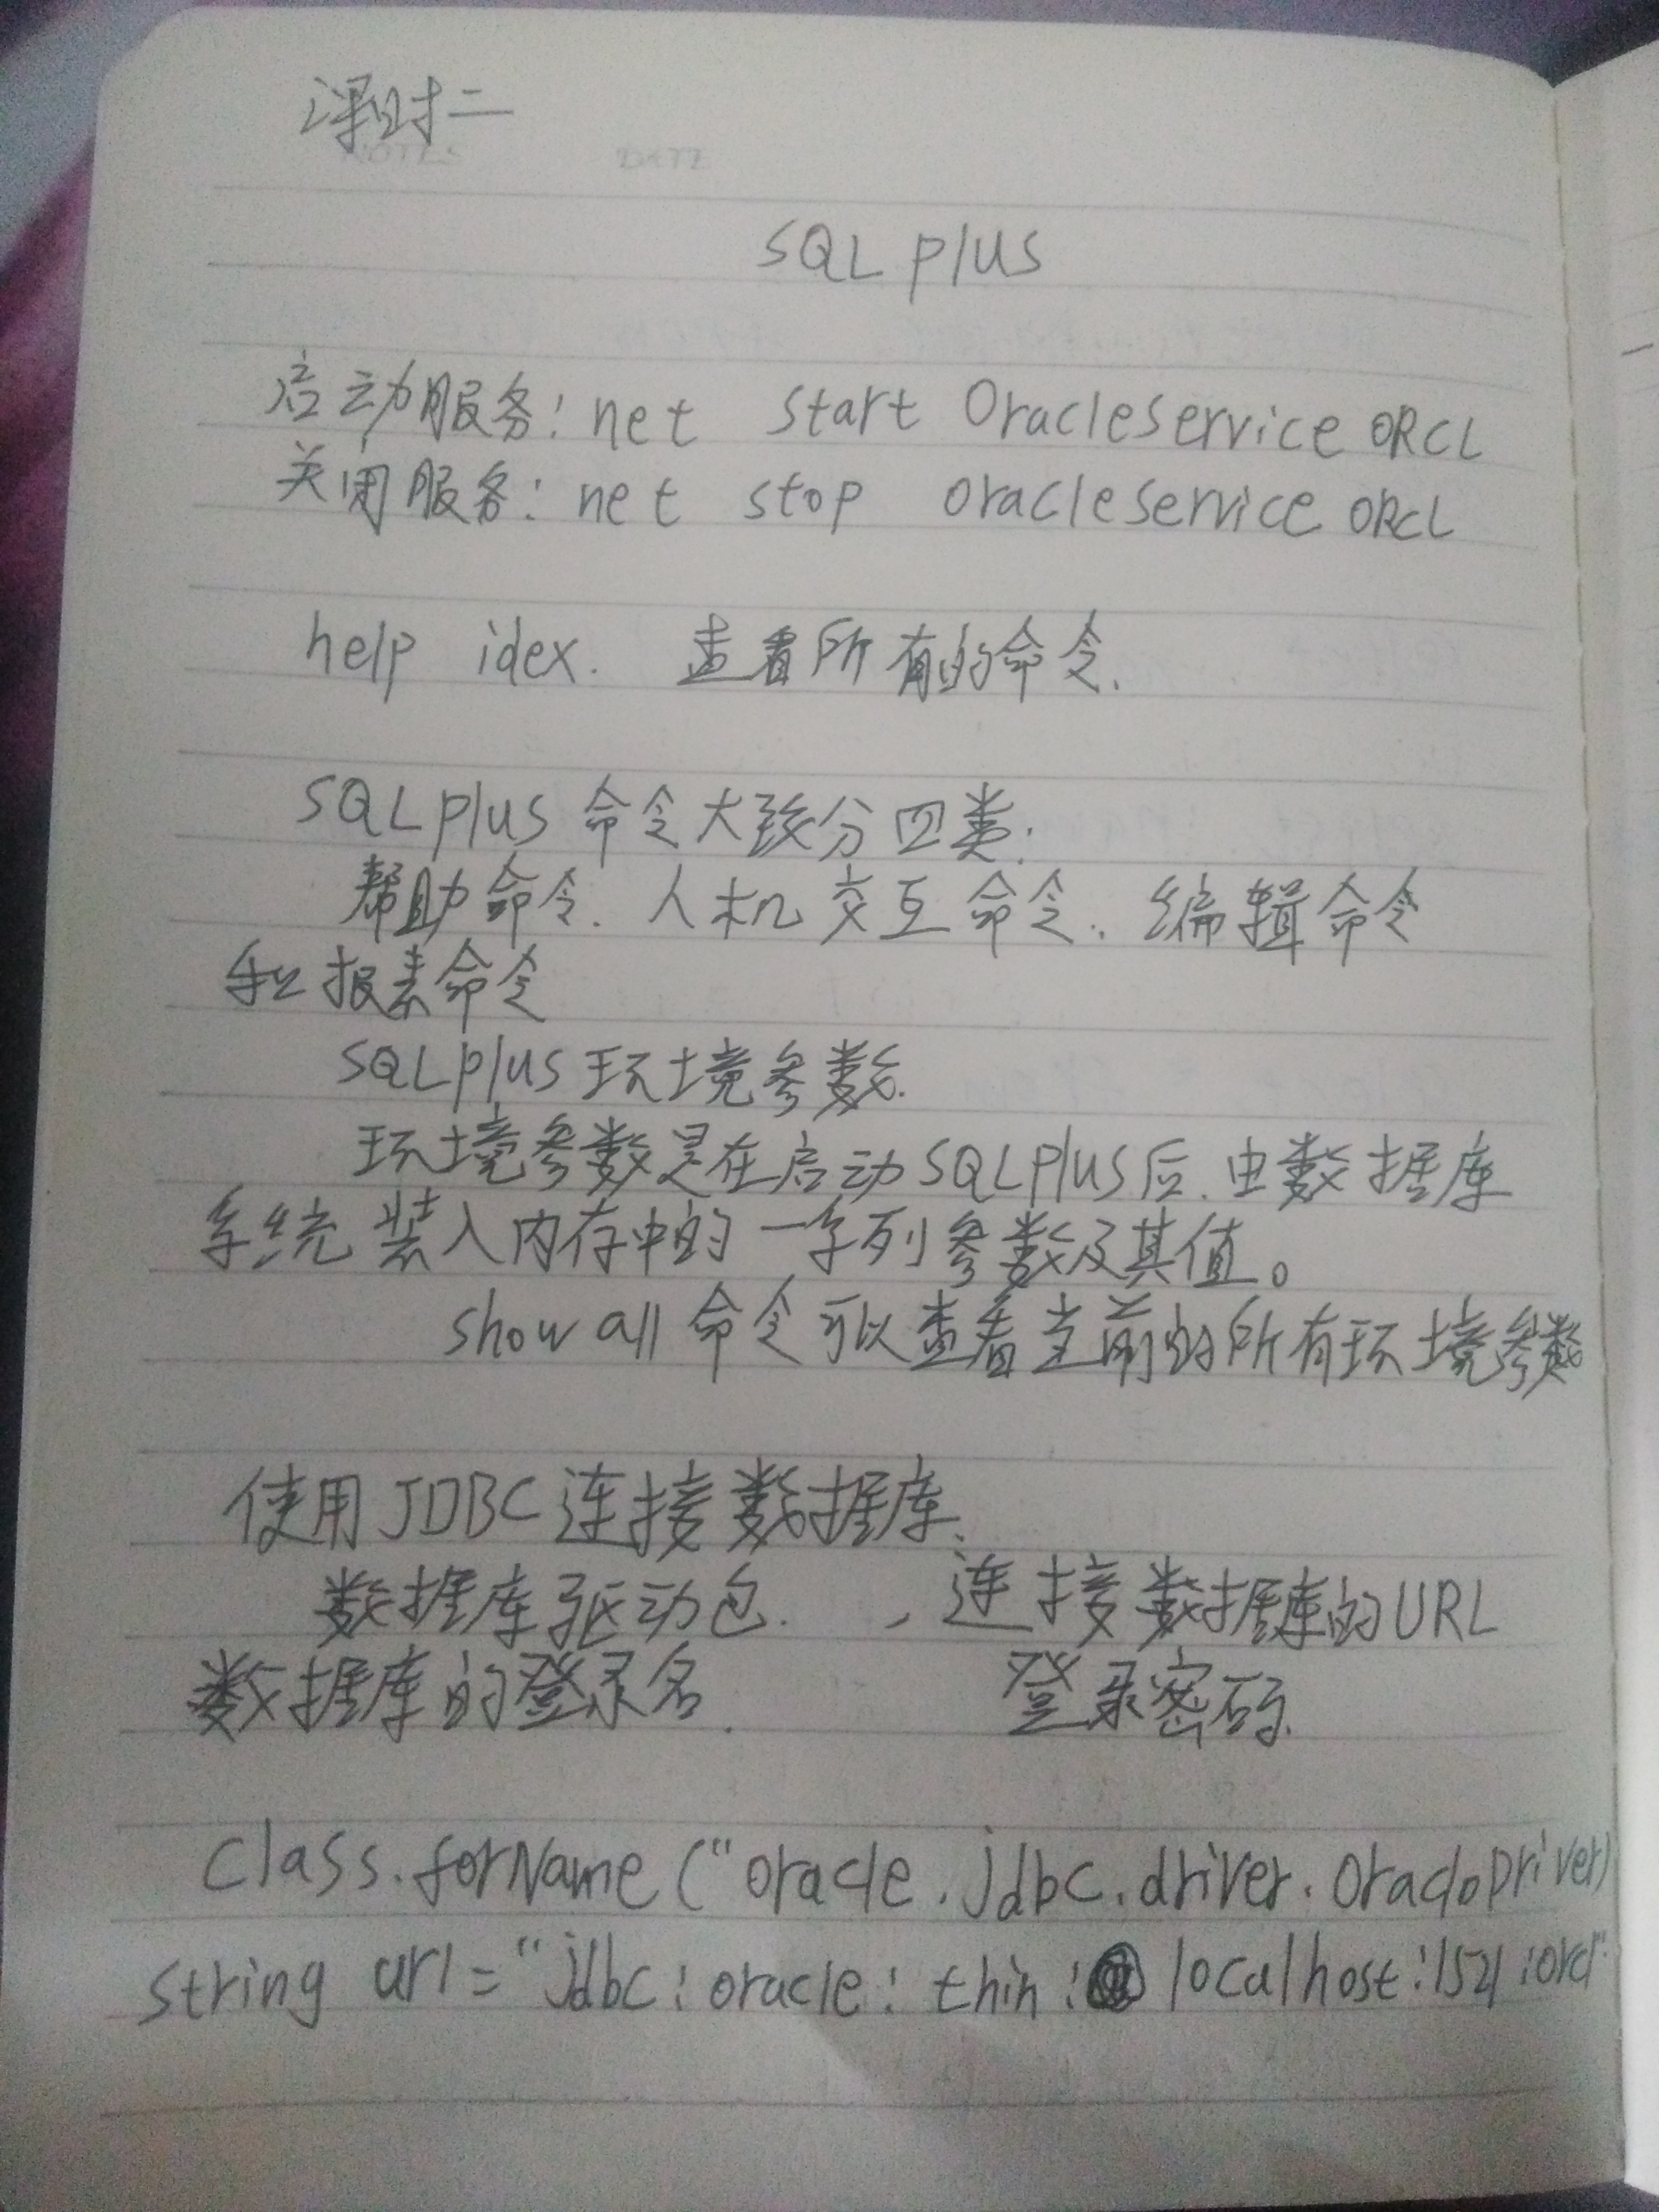 课时二
NOTES DATE
SQL plus
启动服务: net start Oracleservice ORCL
关闭服务: net stop oracleservice ORCL
help idex. 查看所有的命令.
SQL plus 命令大致分四类:
帮助命令. 人机交互命令. 编辑命令
和报表命令
SQLplus 环境参数.
环境参数是在启动SQLplus后.由数据库
系统装入内存中的一系列参数及其值。
show all 命令可以查看当前的所有环境参数
使用JDBC连接数据库.
数据库驱动包. , 连接数据库的URL
数据库的登录名. 登录密码.
Class.forName ("oracle.jdbc.driver.OracleDriver)
string url = "jdbc:oracle:thin:@ localhost:1521:orcl"